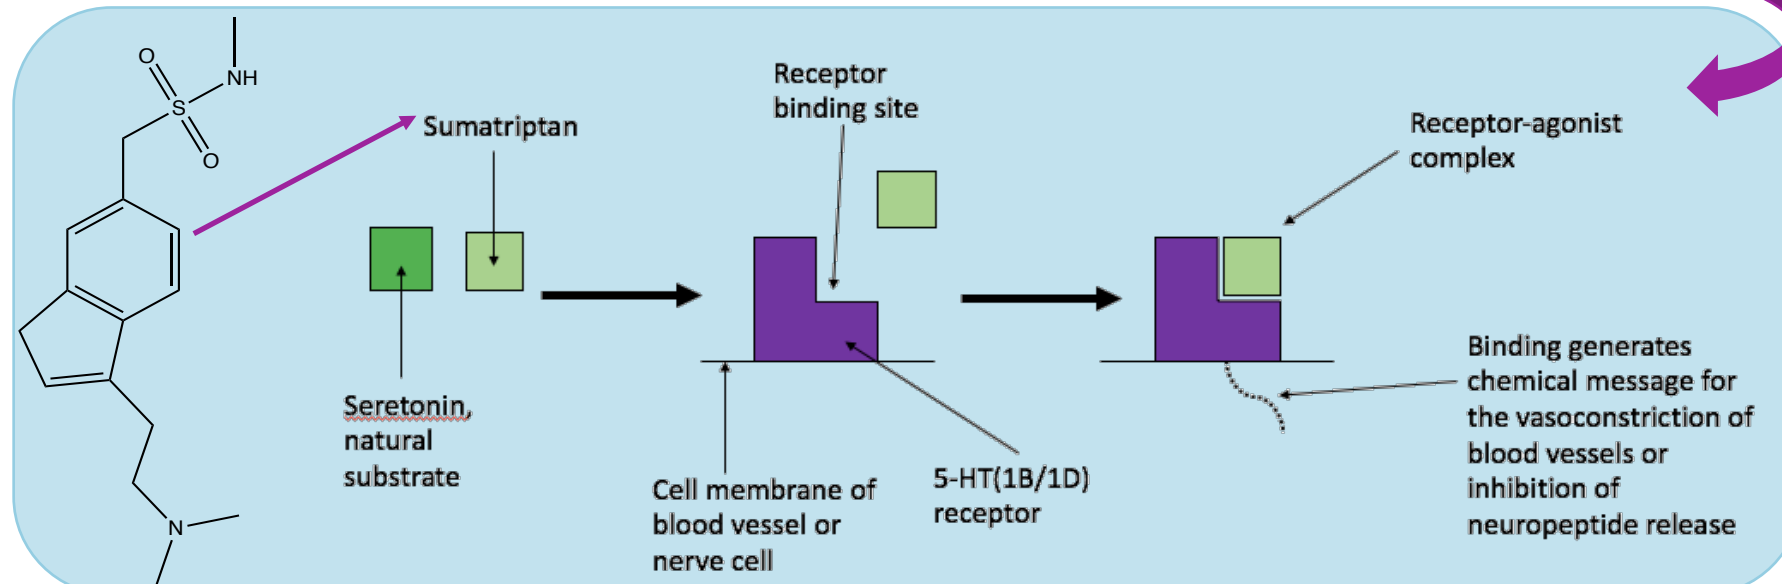 O
NH
S
O
N
Sumatriptan
Seretonin,
natural
substrate
Receptor
binding site
Cell membrane of
blood vessel or
nerve cell
5-HT(1B/1D)
receptor
Receptor-agonist
complex
Binding generates
chemical message for
the vasoconstriction of
blood vessels or
inhibition of
neuropeptide release